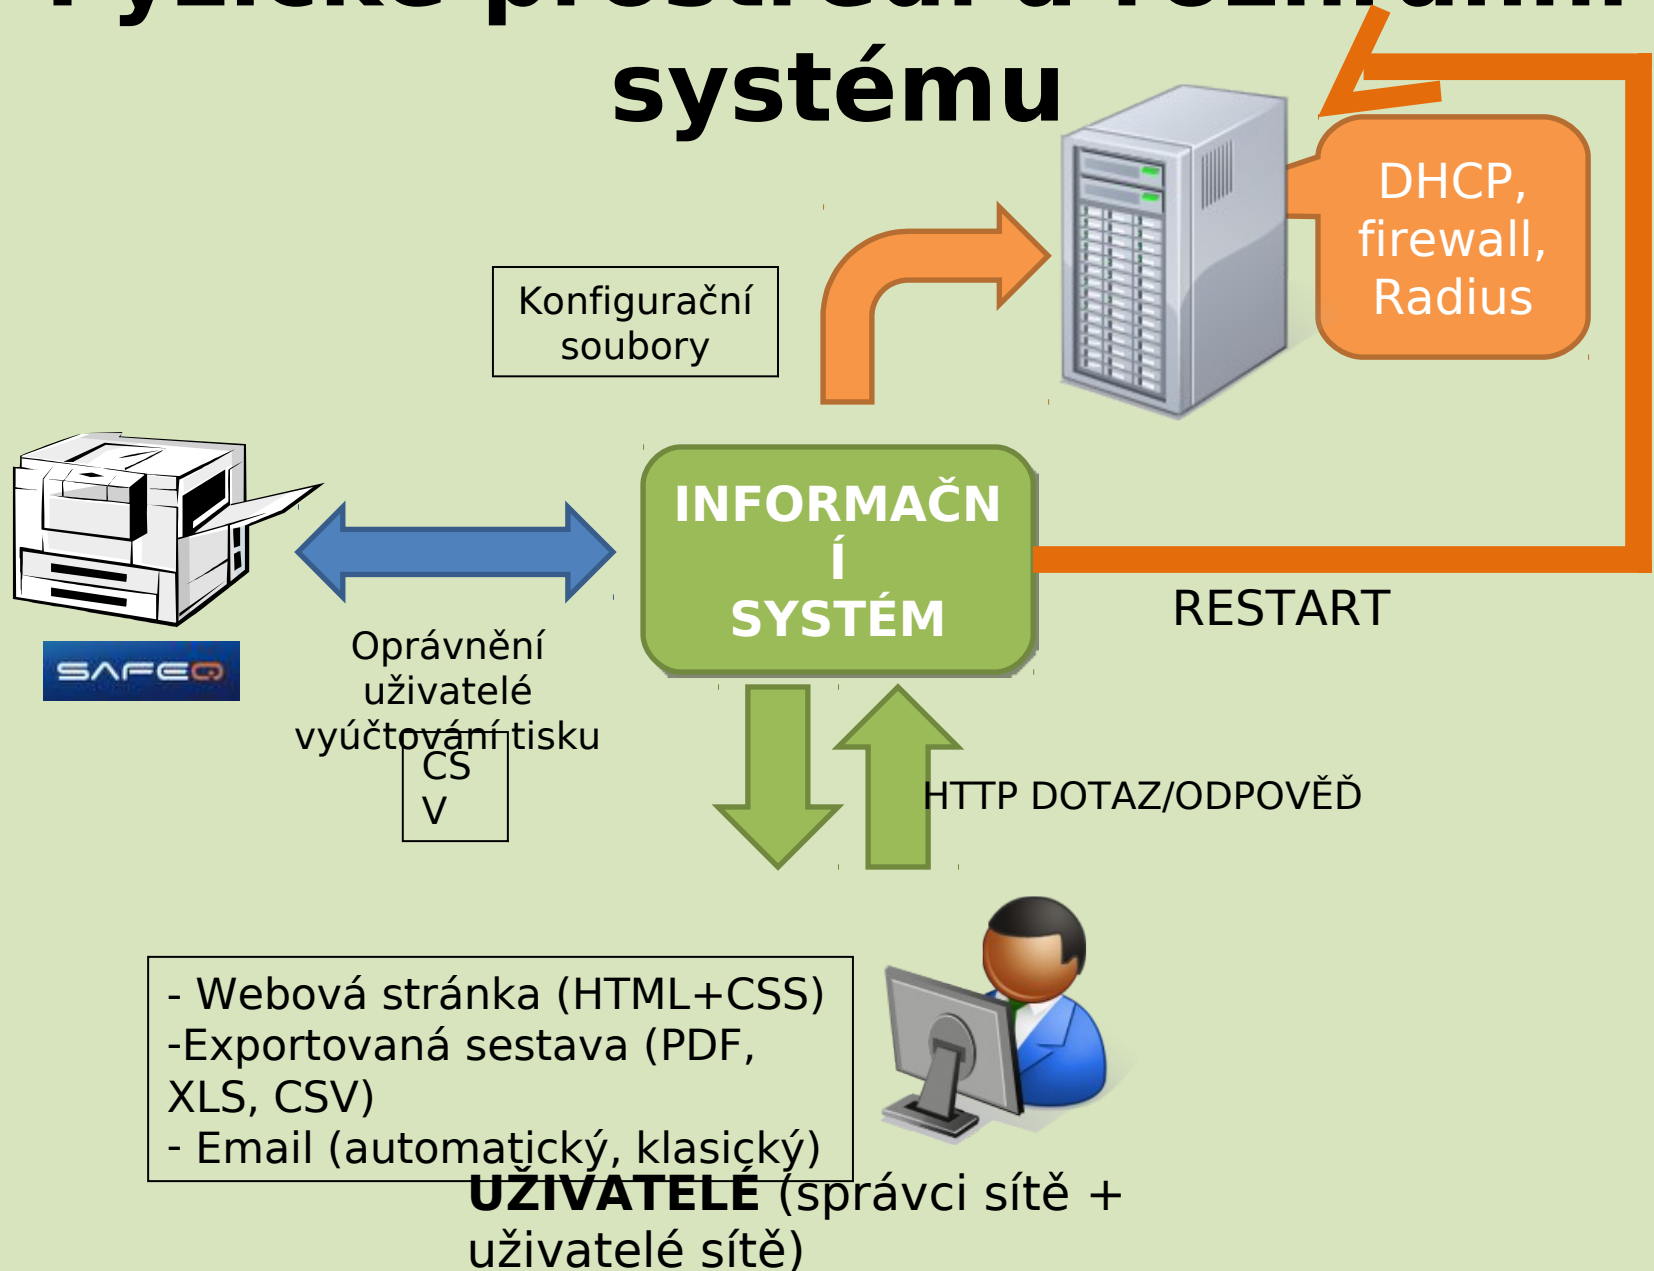 systému
DHCP,
firewall,
Radius
Konfigurační
soubory
INFORMAČN
Í
SYSTÉM
RESTART
SAFEQ
Oprávnění
uživatelé
vyúčtování tisku
CS
V
HTTP DOTAZ/ODPOVĚĎ
- Webová stránka (HTML+CSS)
-Exportovaná sestava (PDF,
XLS, CSV)
- Email (automatický, klasický)
UŽIVATELÉ (správci sítě +
uživatelé sítě)